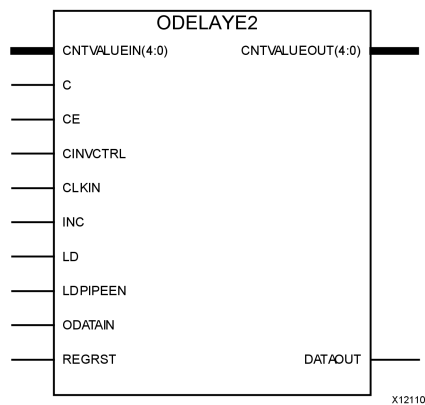 ODELAYE2
CNTVALUEIN(4:0) CNTVALUEOUT(4:0)
C
CE
CINVCTRL
CLKIN
INC
LD
LDPIPEEN
ODATAIN
REGRST DATAOUT
X12110